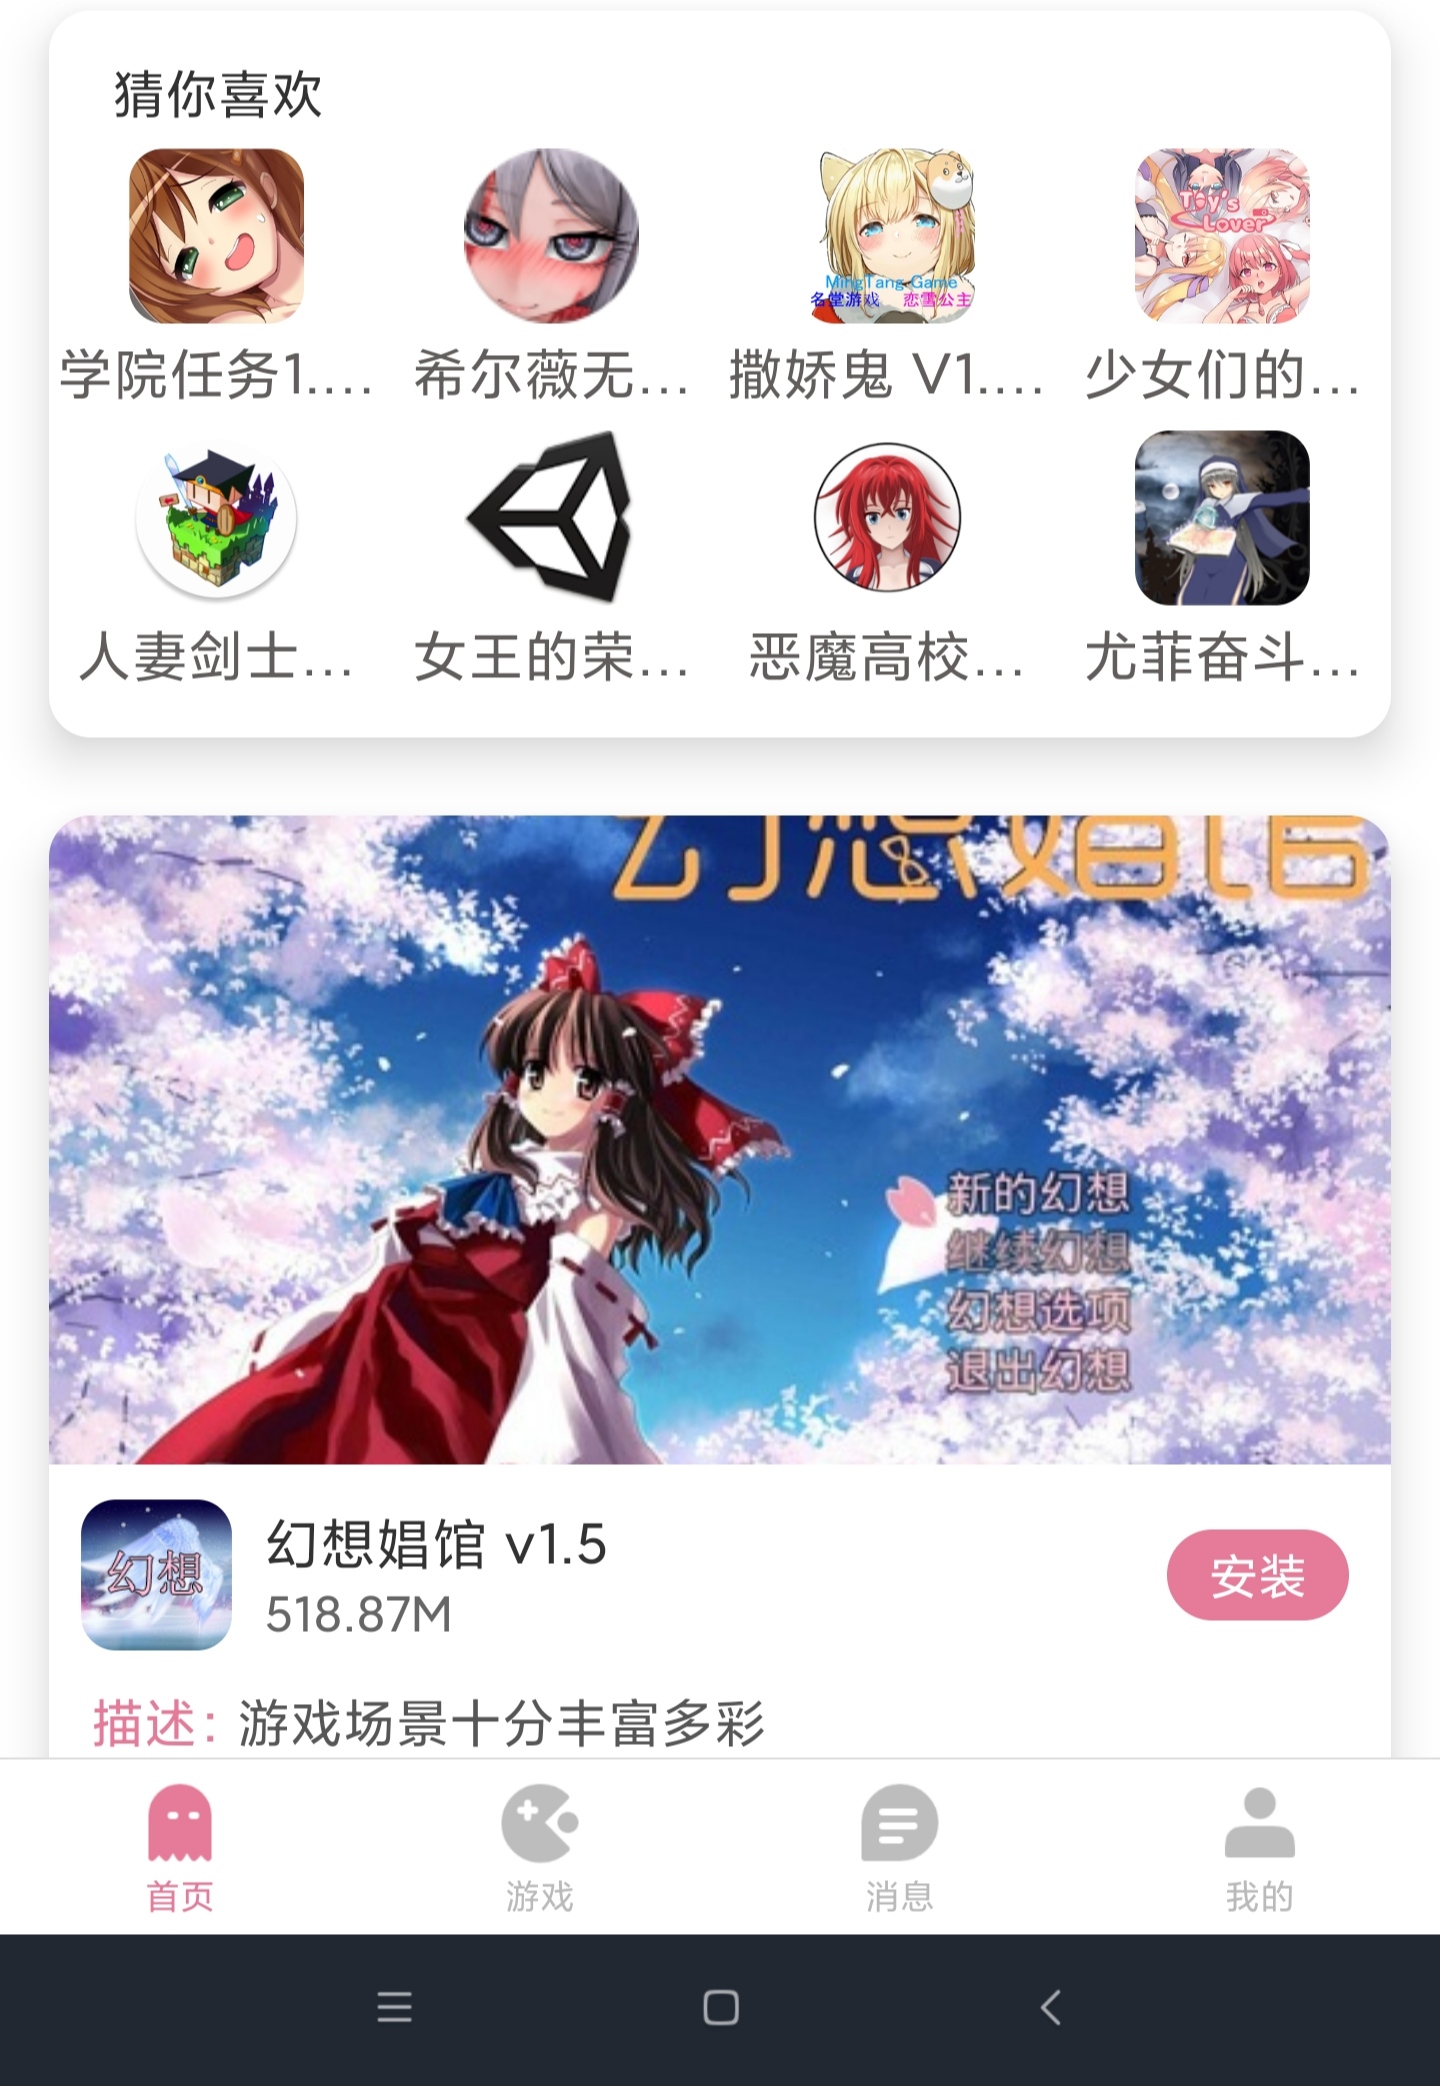 猜你喜欢
Toy's
Lover
MingTang Game
名堂游戏 恋雪公主
学院任务1....
希尔薇无...
撒娇鬼 V1....
少女们的...
人妻剑士...
女王的荣...
恶魔高校...
尤菲奋斗...
幻想娼馆
新的幻想
继续幻想
幻想选项
退出幻想
幻想
幻想娼馆 v1.5
518.87M
安装
描述：游戏场景十分丰富多彩
首页
游戏
消息
我的